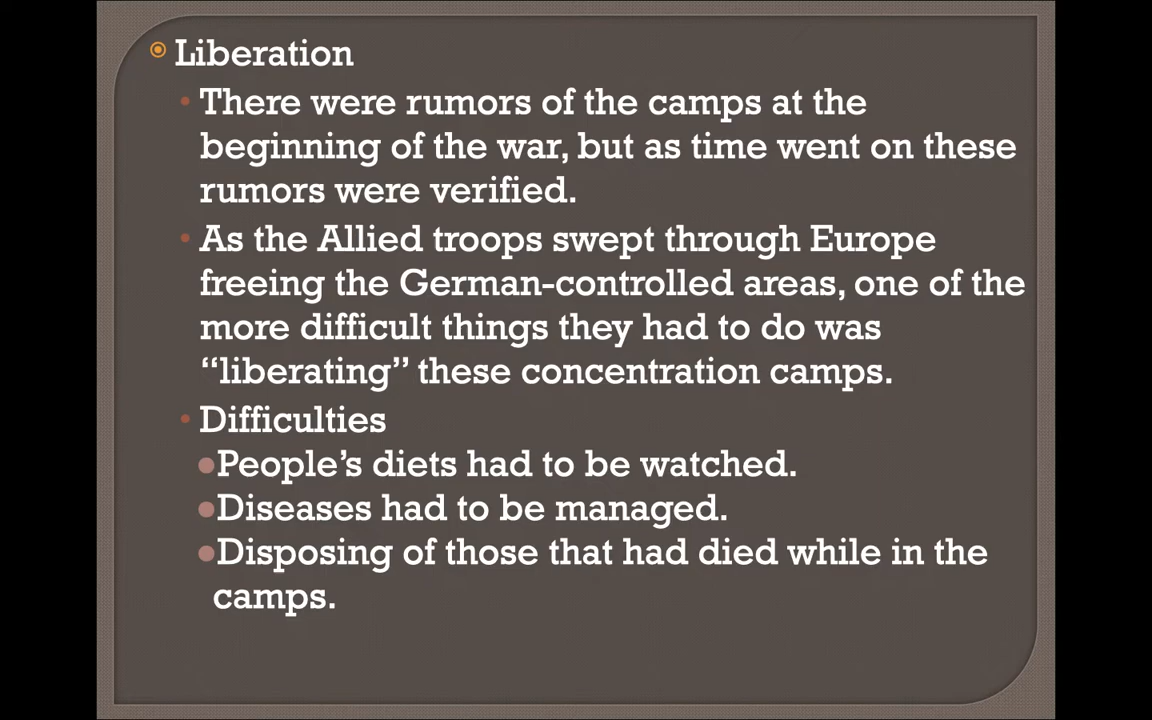 Liberation
There were rumors of the camps at the
beginning of the war, but as time went on these
rumors were verified.
As the Allied troops swept through Europe
freeing the German-controlled areas, one of the
more difficult things they had to do was
“liberating” these concentration camps.
Difficulties
People’s diets had to be watched.
Diseases had to be managed.
Disposing of those that had died while in the
camps.